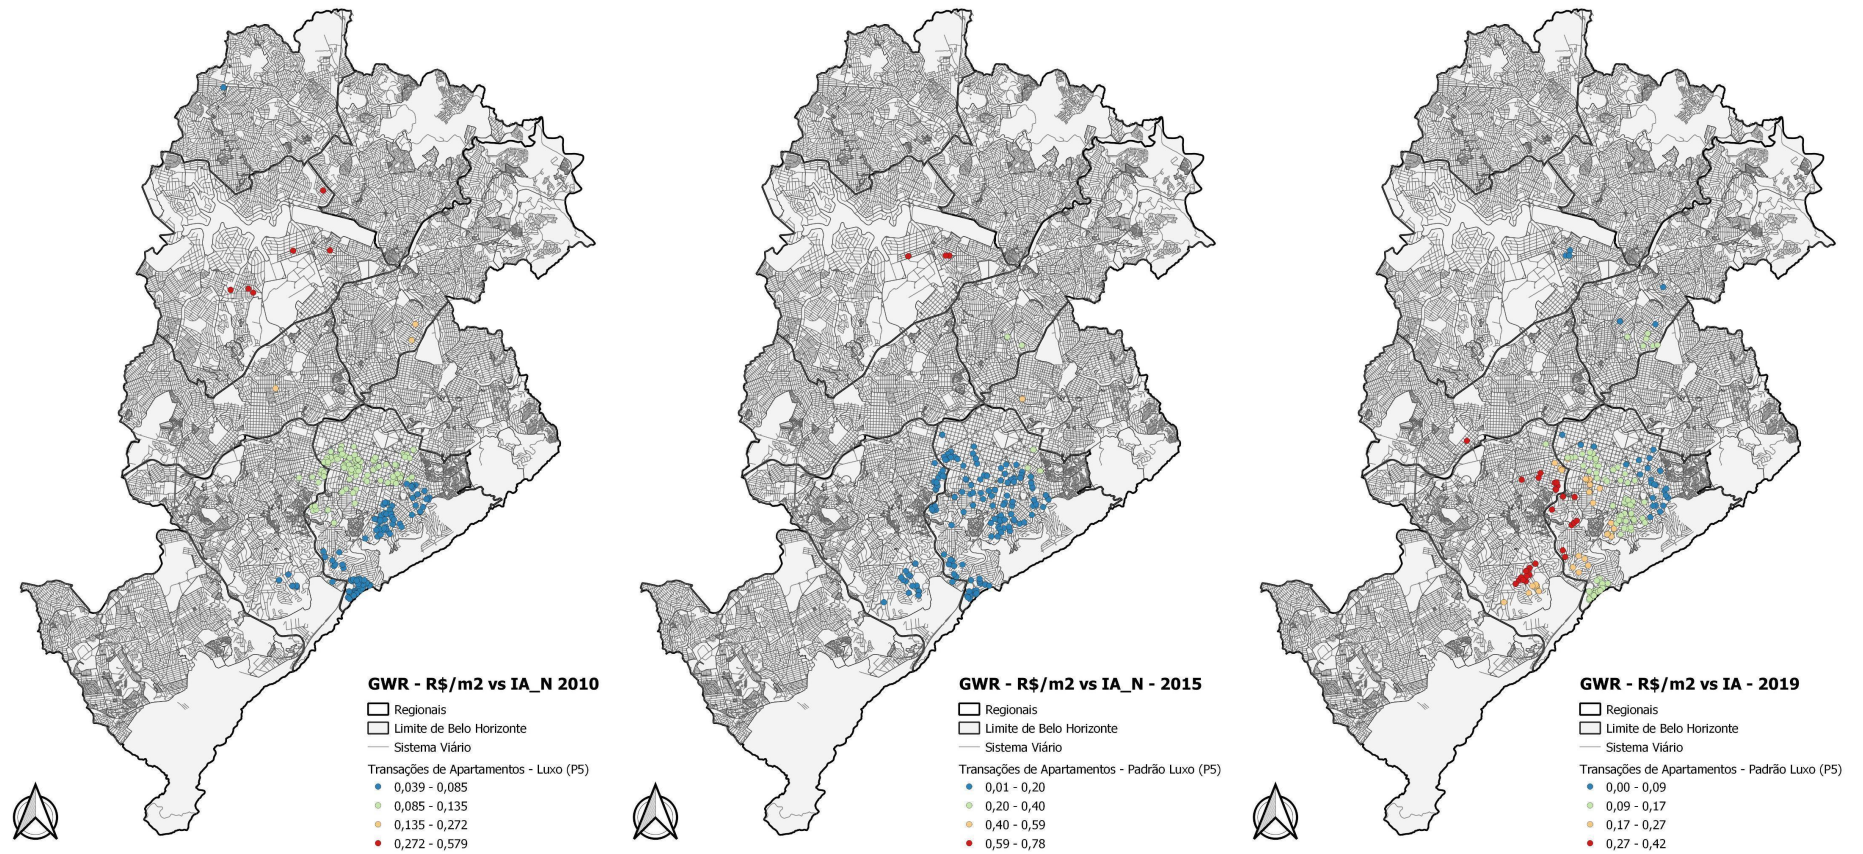 GWR - R$/m2 vs IA_N 2010
Regionais
Limite de Belo Horizonte
Sistema Viário
Transações de Apartamentos - Luxo (P5)
0,039 - 0,085
0,085 - 0,135
0,135 - 0,272
0,272 - 0,579
GWR - R$/m2 vs IA_N - 2015
Regionais
Limite de Belo Horizonte
Sistema Viário
Transações de Apartamentos - Padrão Luxo (P5)
0,01 - 0,20
0,20 - 0,40
0,40 - 0,59
0,59 - 0,78
GWR - R$/m2 vs IA - 2019
Regionais
Limite de Belo Horizonte
Sistema Viário
Transações de Apartamentos - Padrão Luxo (P5)
0,00 - 0,09
0,09 - 0,17
0,17 - 0,27
0,27 - 0,42